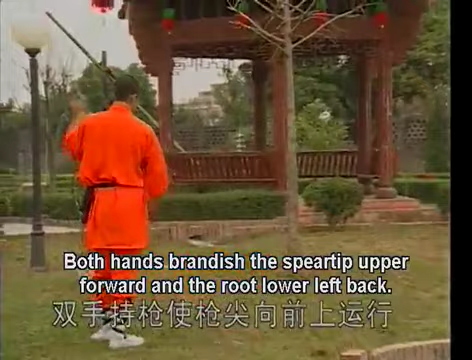 Both hands brandish the speartip upper
forward and the root lower left back.
双手持枪使枪尖向前上运行